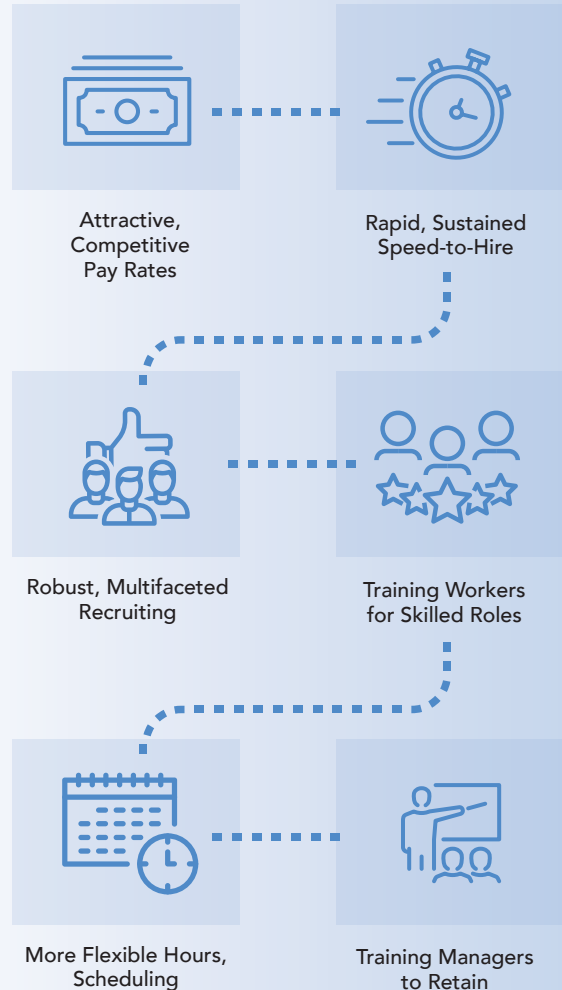 Attractive,
Competitive
Pay Rates
Rapid, Sustained
Speed-to-Hire
Robust, Multifaceted
Recruiting
Training Workers
for Skilled Roles
More Flexible Hours,
Scheduling
Training Managers
to Retain